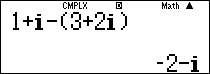 CMPLX D Math ▲
1+i-(3+2i)
-2-i